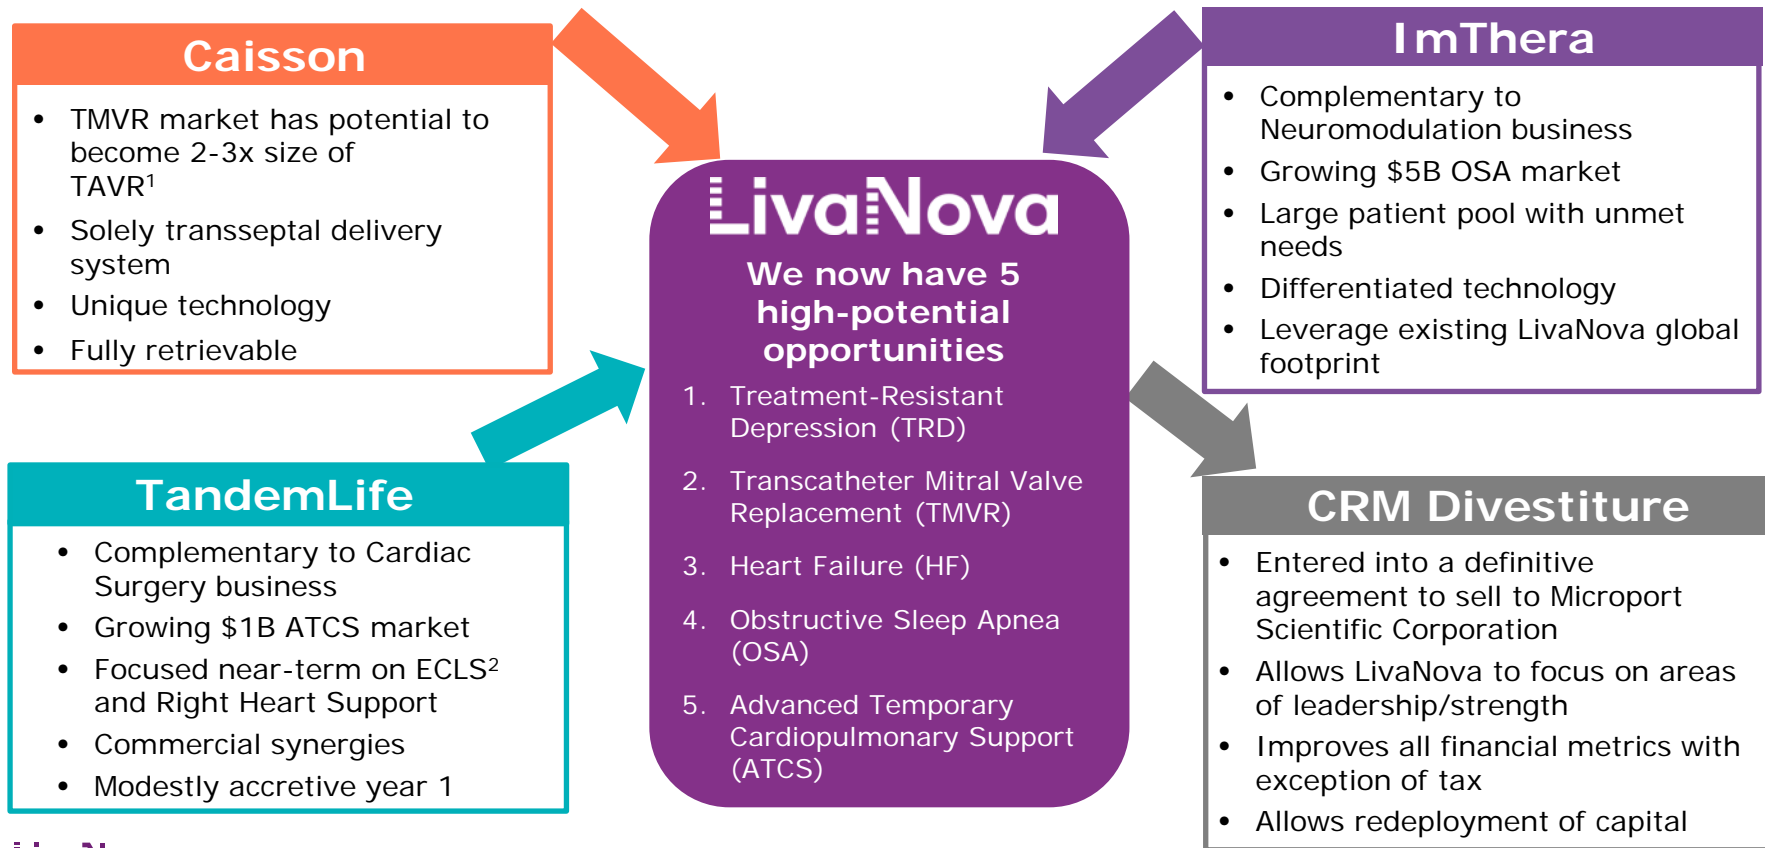 Caisson
• TMVR market has potential to
become 2-3x size of
TAVR¹
• Solely transseptal delivery
system
• Unique technology
• Fully retrievable
TandemLife
• Complementary to Cardiac
Surgery business
• Growing $1B ATCS market
• Focused near-term on ECLS²
and Right Heart Support
• Commercial synergies
• Modestly accretive year 1
LivaNova
We now have 5
high-potential
opportunities
1. Treatment-Resistant
Depression (TRD)
2. Transcatheter Mitral Valve
Replacement (TMVR)
3. Heart Failure (HF)
4. Obstructive Sleep Apnea
(OSA)
5. Advanced Temporary
Cardiopulmonary Support
(ATCS)
ImThera
• Complementary to
Neuromodulation business
• Growing $5B OSA market
• Large patient pool with unmet
needs
• Differentiated technology
• Leverage existing LivaNova global
footprint
CRM Divestiture
• Entered into a definitive
agreement to sell to Microport
Scientific Corporation
• Allows LivaNova to focus on areas
of leadership/strength
• Improves all financial metrics with
exception of tax
• Allows redeployment of capital